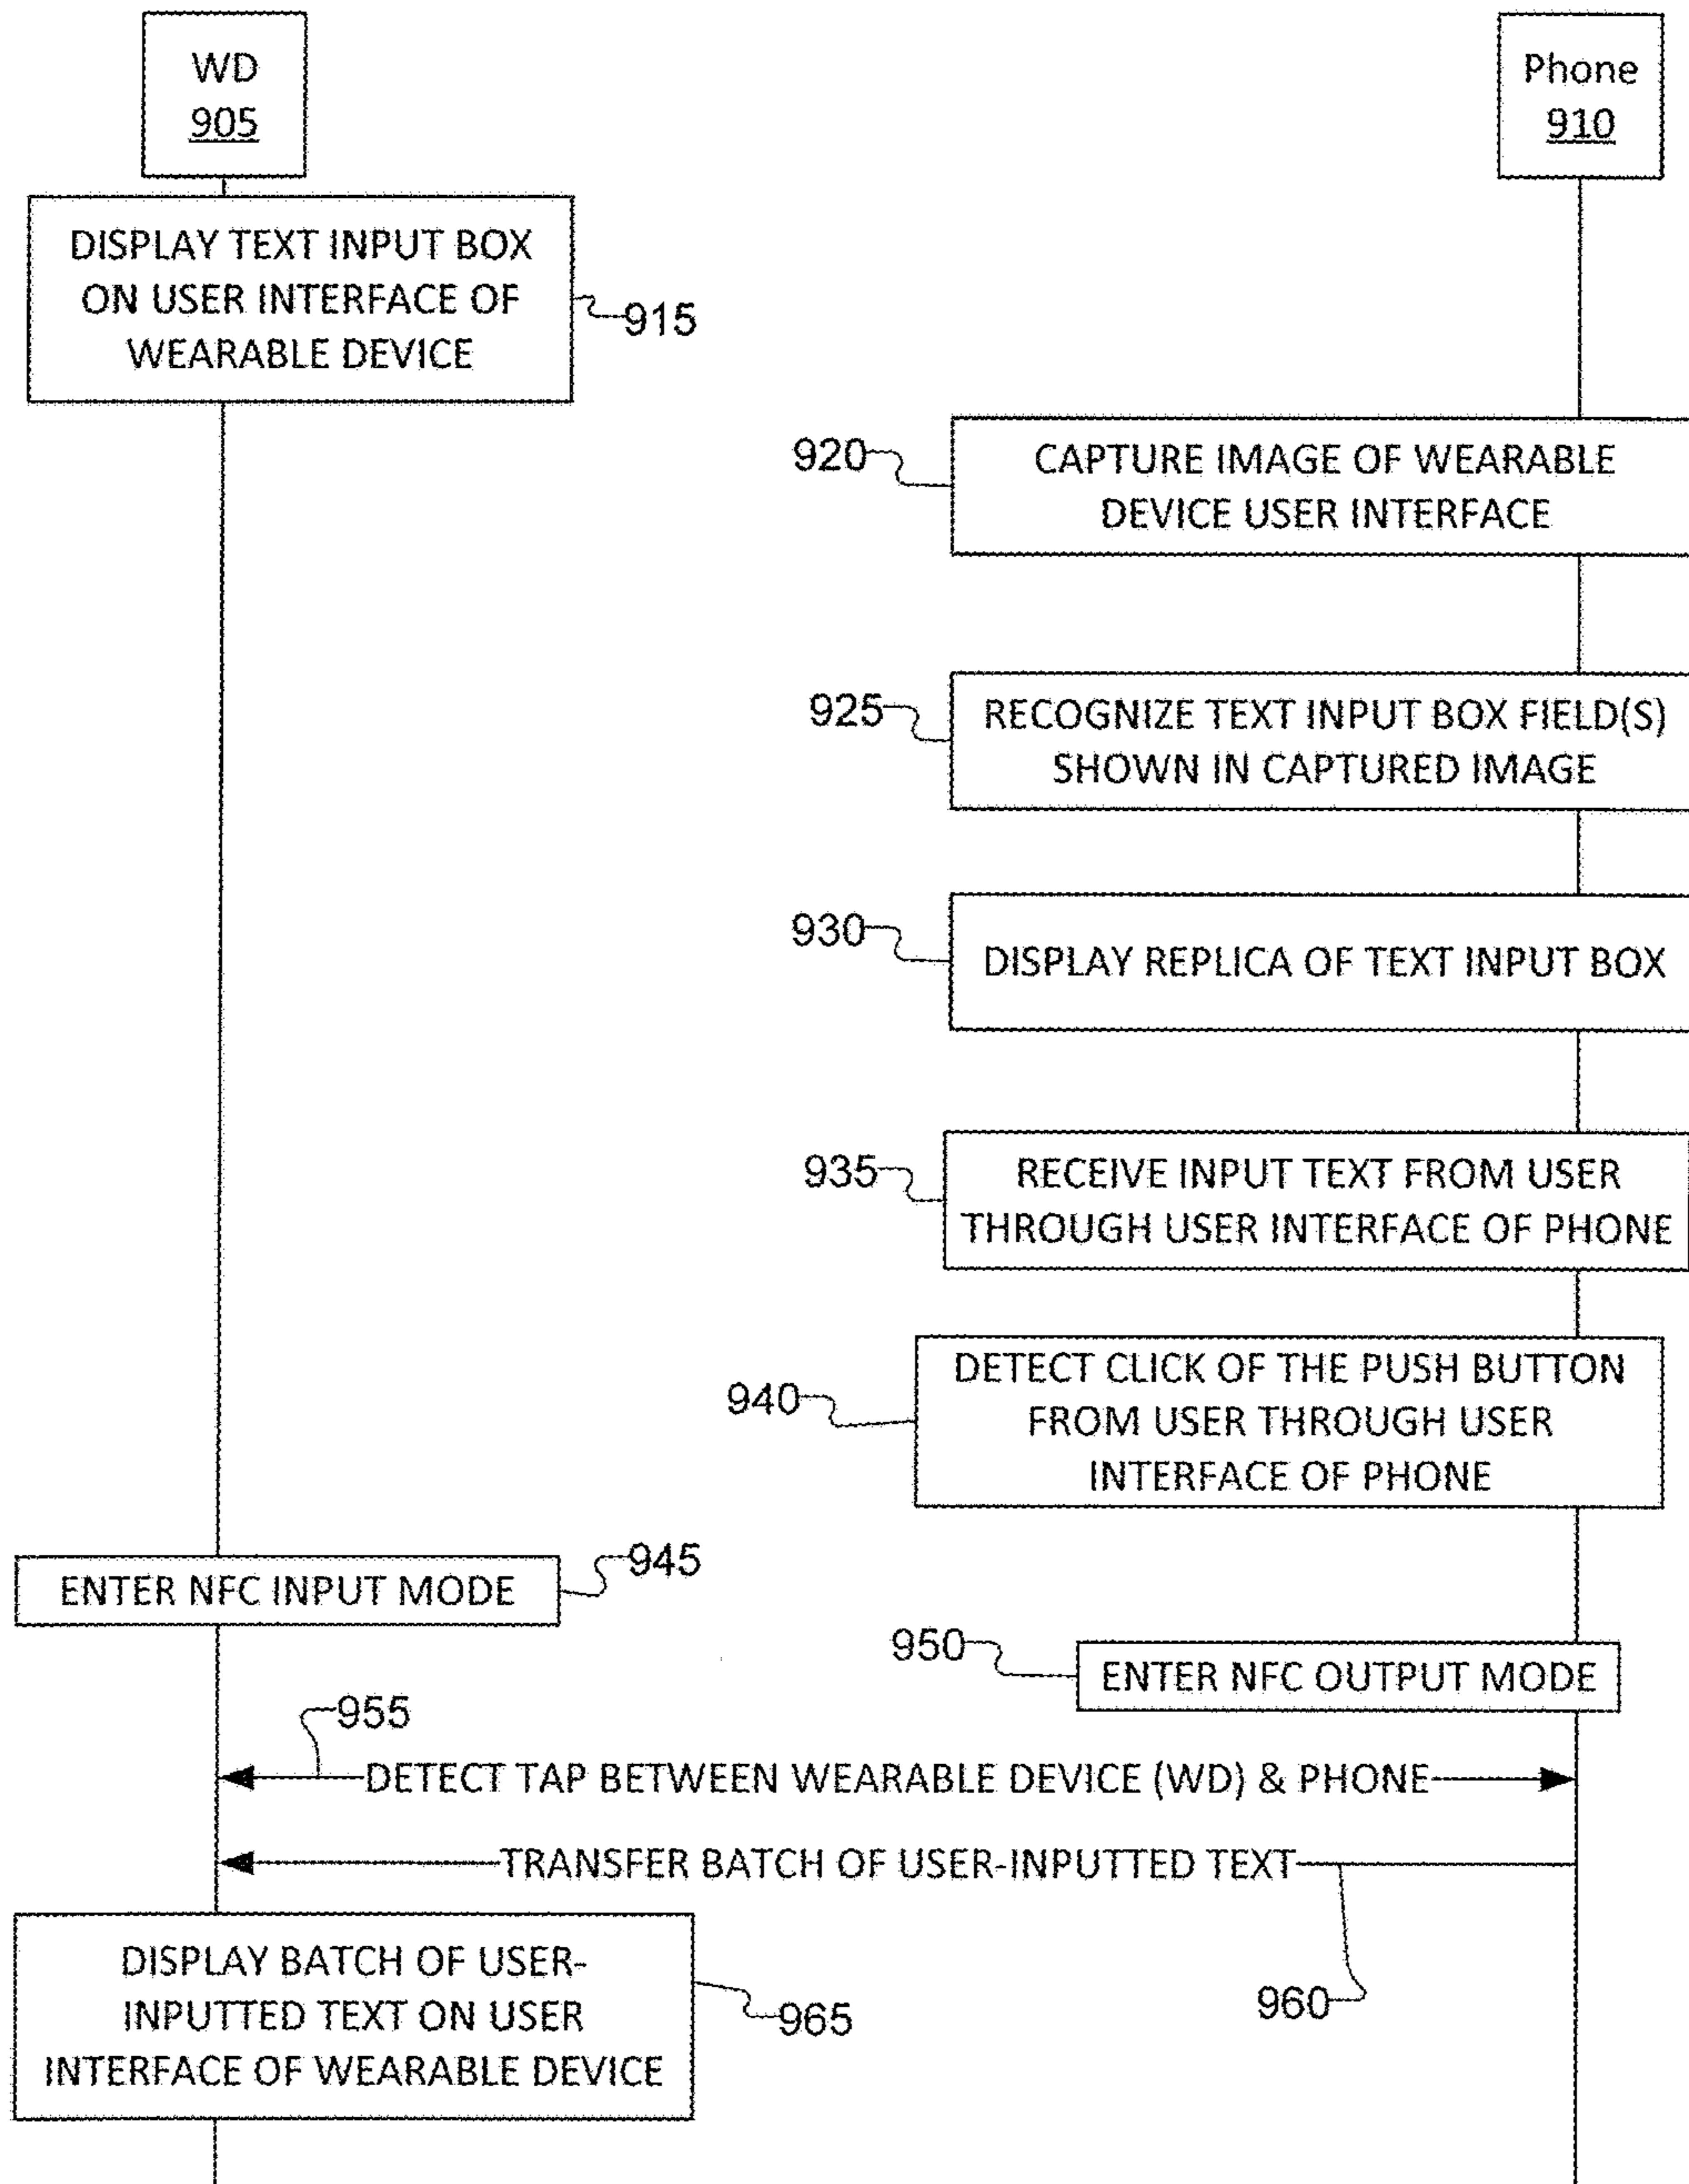 WD
905
Phone
910
DISPLAY TEXT INPUT BOX
ON USER INTERFACE OF
WEARABLE DEVICE
915
920
CAPTURE IMAGE OF WEARABLE
DEVICE USER INTERFACE
925
RECOGNIZE TEXT INPUT BOX FIELD(S)
SHOWN IN CAPTURED IMAGE
930
DISPLAY REPLICA OF TEXT INPUT BOX
935
RECEIVE INPUT TEXT FROM USER
THROUGH USER INTERFACE OF PHONE
940
DETECT CLICK OF THE PUSH BUTTON
FROM USER THROUGH USER
INTERFACE OF PHONE
945
ENTER NFC INPUT MODE
950
ENTER NFC OUTPUT MODE
955
DETECT TAP BETWEEN WEARABLE DEVICE (WD) & PHONE
TRANSFER BATCH OF USER-INPUTTED TEXT
960
DISPLAY BATCH OF USER-
INPUTTED TEXT ON USER
INTERFACE OF WEARABLE DEVICE
965